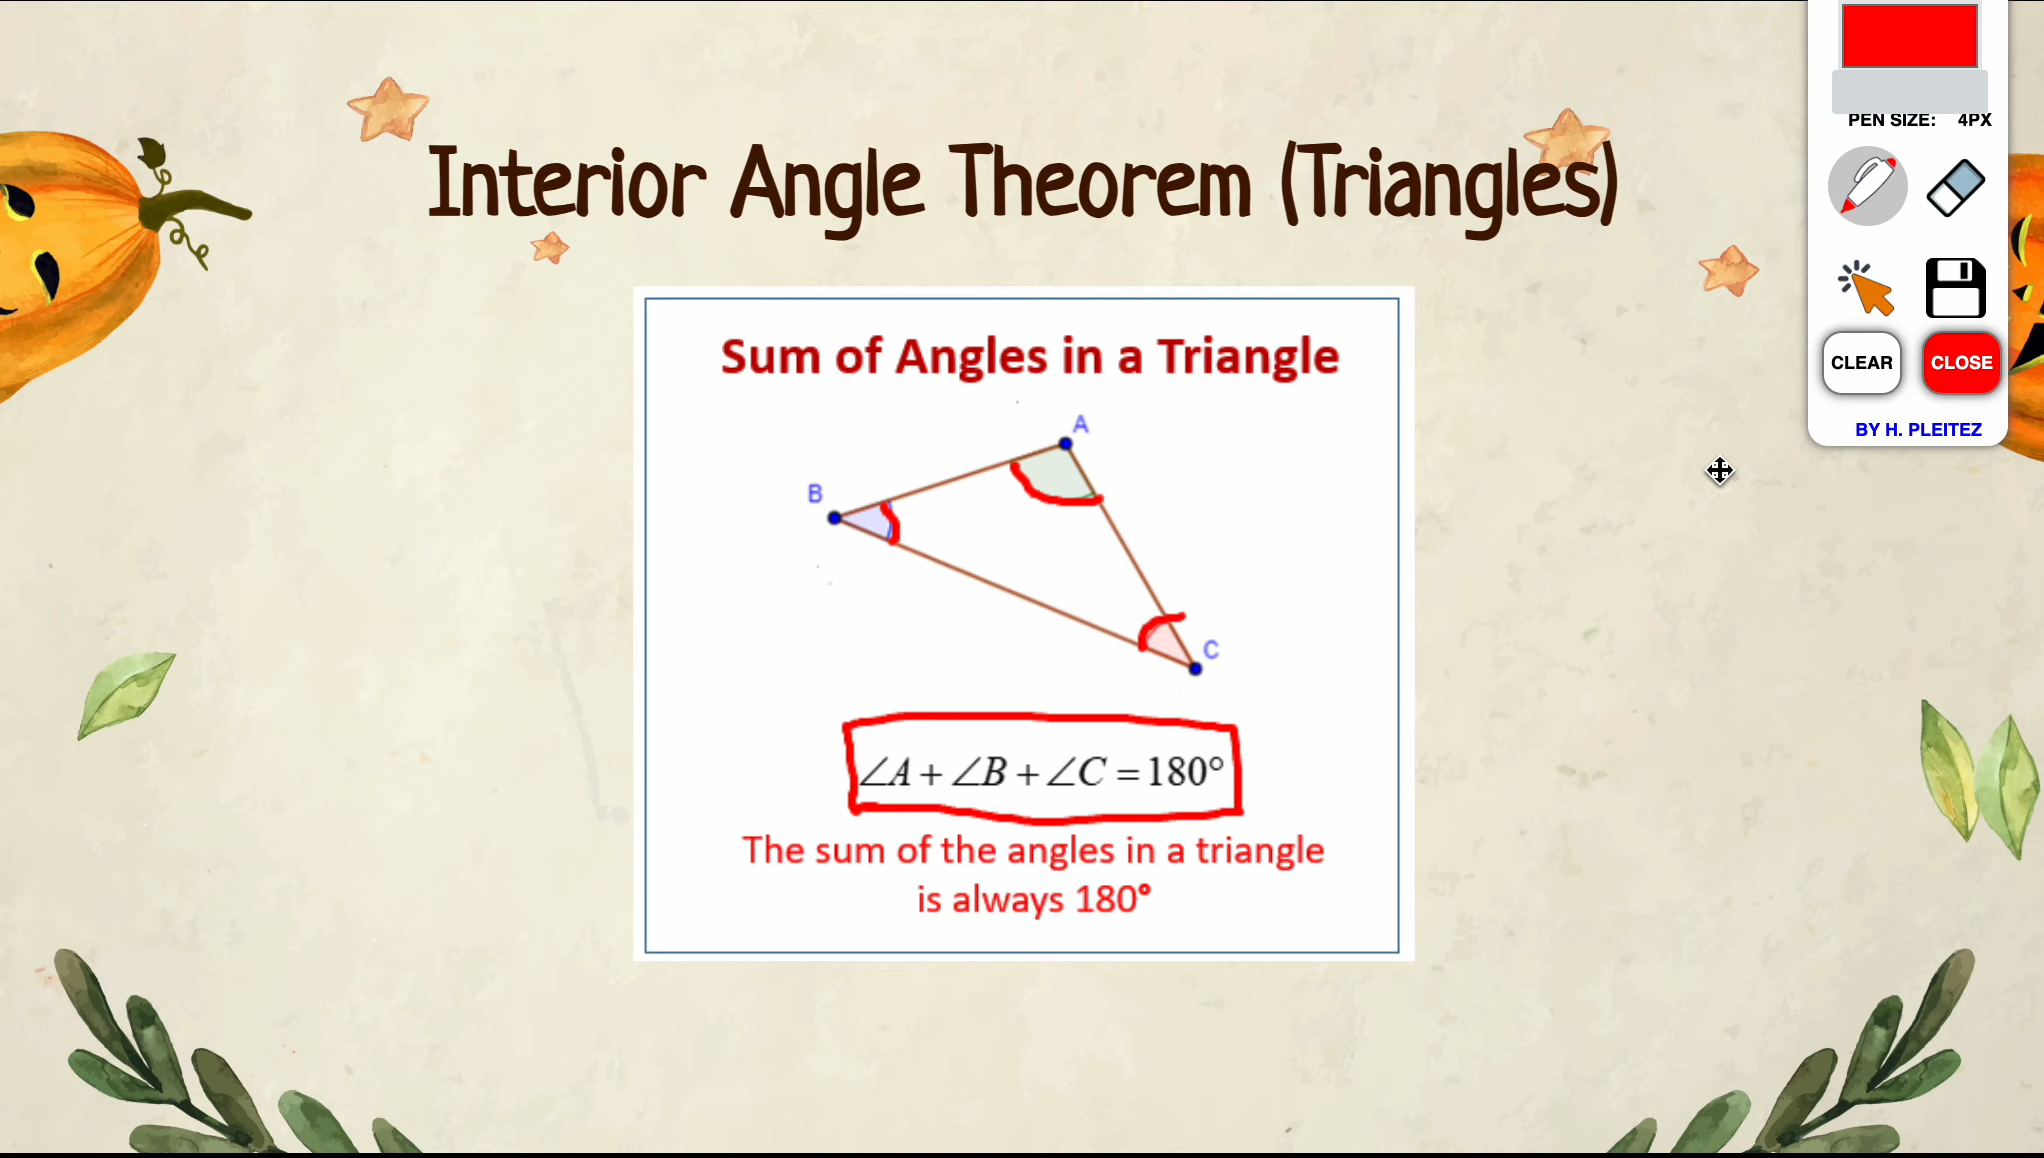 PEN SIZE: 4PX
Interior Angle Theorem (Triangles)
CLEAR
CLOSE
BY H. PLEITEZ
Sum of Angles in a Triangle
A
B
C
∠A + ∠B + ∠C = 180°
The sum of the angles in a triangle
is always 180°